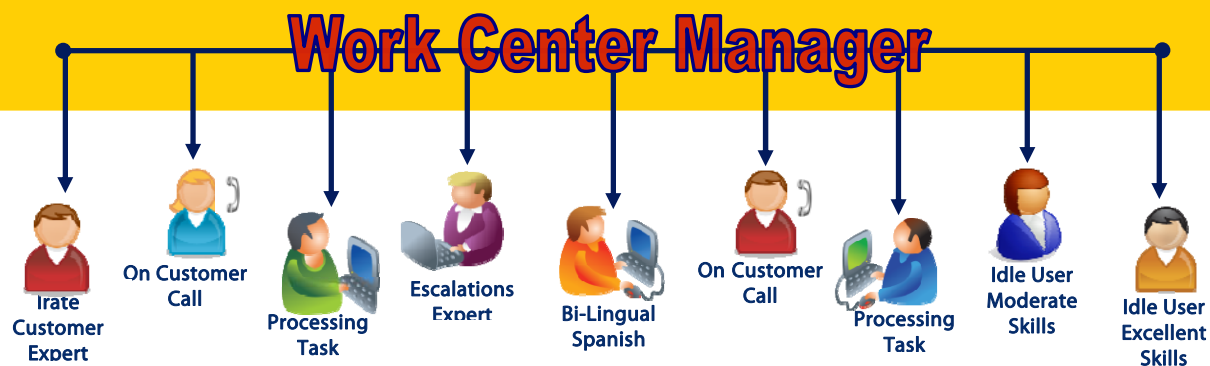 Work Center Manager
Irate
Customer
Expert
On Customer
Call
Processing
Task
Escalations
Expert
Bi-Lingual
Spanish
On Customer
Call
Processing
Task
Idle User
Moderate
Skills
Idle User
Excellent
Skills